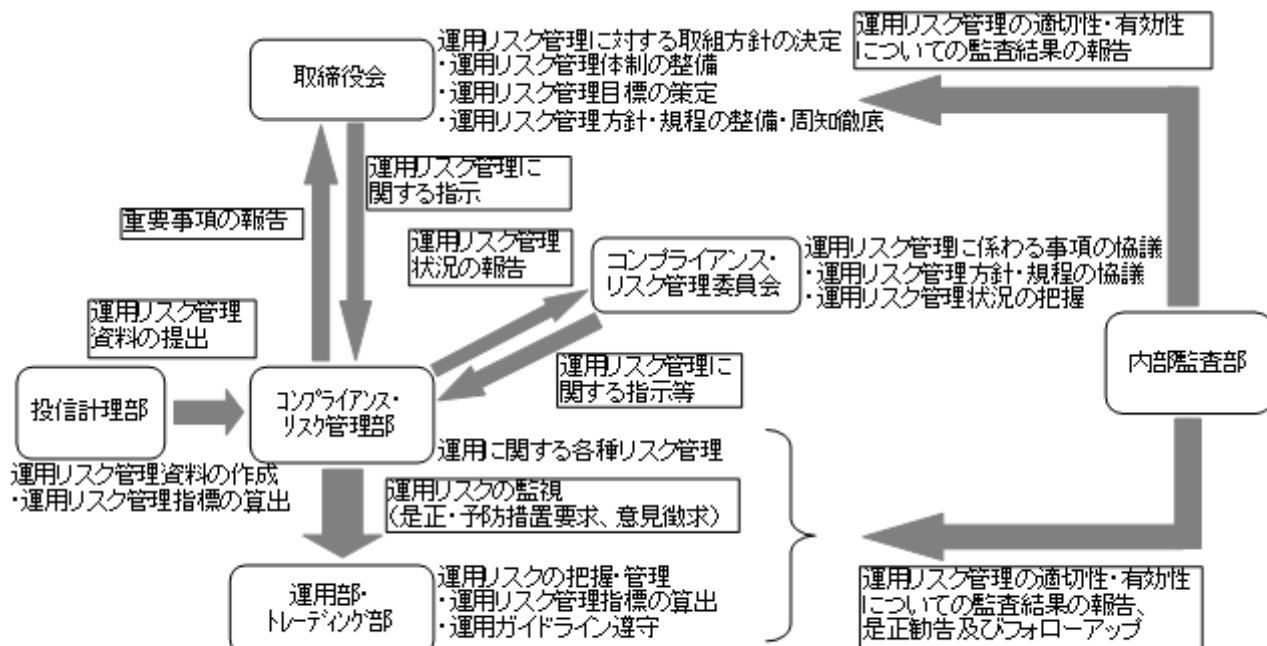 運用リスク管理に対する取組方針の決定
・運用リスク管理体制の整備
・運用リスク管理目標の策定
・運用リスク管理方針・規程の整備・周知徹底
取締役会
運用リスク管理の適切性・有効性
についての監査結果の報告
運用リスク管理に
関する指示
重要事項の報告
運用リスク管理
状況の報告
コンプライアンス・
リスク管理委員会
運用リスク管理に係わる事項の協議
・運用リスク管理方針・規程の協議
・運用リスク管理状況の把握
運用リスク管理
資料の提出
内部監査部
運用リスク管理に
関する指示等
投信計理部
コンプライアンス・
リスク管理部
運用に関する各種リスク管理
運用リスク管理資料の作成
・運用リスク管理指標の算出
運用リスクの監視
(是正・予防措置要求、意見徴求)
運用部・
トレーディング部
運用リスクの把握・管理
・運用リスク管理指標の算出
・運用ガイドライン遵守
運用リスク管理の適切性・有効性
についての監査結果の報告、
是正勧告及びフォローアップ